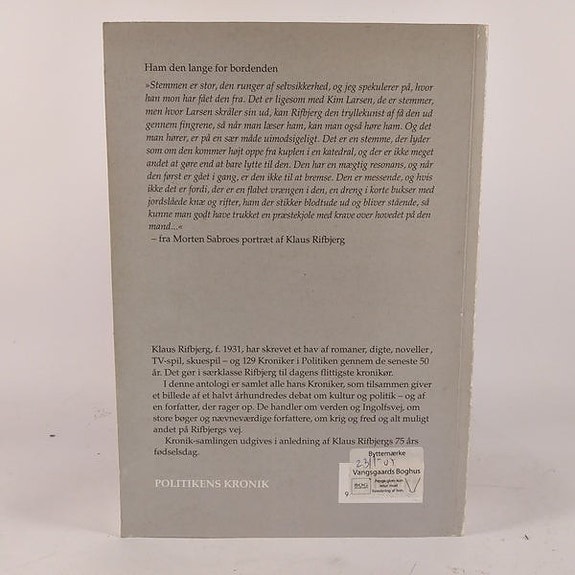 Ham den lange for bordenden
»Stemmen er stor, den runger af selvsikkerhed, og jeg spekulerer på, hvor
han mon har fået den fra. Det er ligesom med Kim Larsen, de er stemmer,
men hvor Larsen skråler sin ud, kan Rifbjerg den tryllekunst af få den ud
gennem fingrene, så når man læser ham, kan man også høre ham. Og det
man hører, er på en sær måde uimodsigeligt. Det er en stemme, der lyder
som om den kommer højt oppe fra kuplen i en katedral, og der er ikke meget
andet at gøre end at bare lytte til den. Den har en mægtig resonans, og når
den først er gået i gang, er den ikke til at bremse. Den er messende, og hvis
ikke det er fordi, der er en flabet vrængen i den, en dreng i korte bukser med
jordslåede knæ og rifter, ham der stikker blodtude ud og bliver stående, så
kunne man godt have trukket en præstekjole med krave over hovedet på den
mand...«
– fra Morten Sabroes portræt af Klaus Rifbjerg
Klaus Rifbjerg, f. 1931, har skrevet et hav af romaner, digte, noveller,
TV-spil, skuespil – og 129 Kroniker i Politiken gennem de seneste 50
år. Det gør i særklasse Rifbjerg til dagens flittigste kronikør.
I denne antologi er samlet alle hans Kroniker, som tilsammen giver
et billede af et halvt århundredes debat om kultur og politik – og af
en forfatter, der rager op. De handler om verden og Ingolfsvej, om
store bøger og nævneværdige forfattere, om krig og fred og alt muligt
andet på Rifbjergs vej.
Kronik-samlingen udgives i anledning af Klaus Rifbjergs 75 års
fødselsdag.
POLITIKENS KRONIK
Byttemærke
Vangsgaards Boghus
9